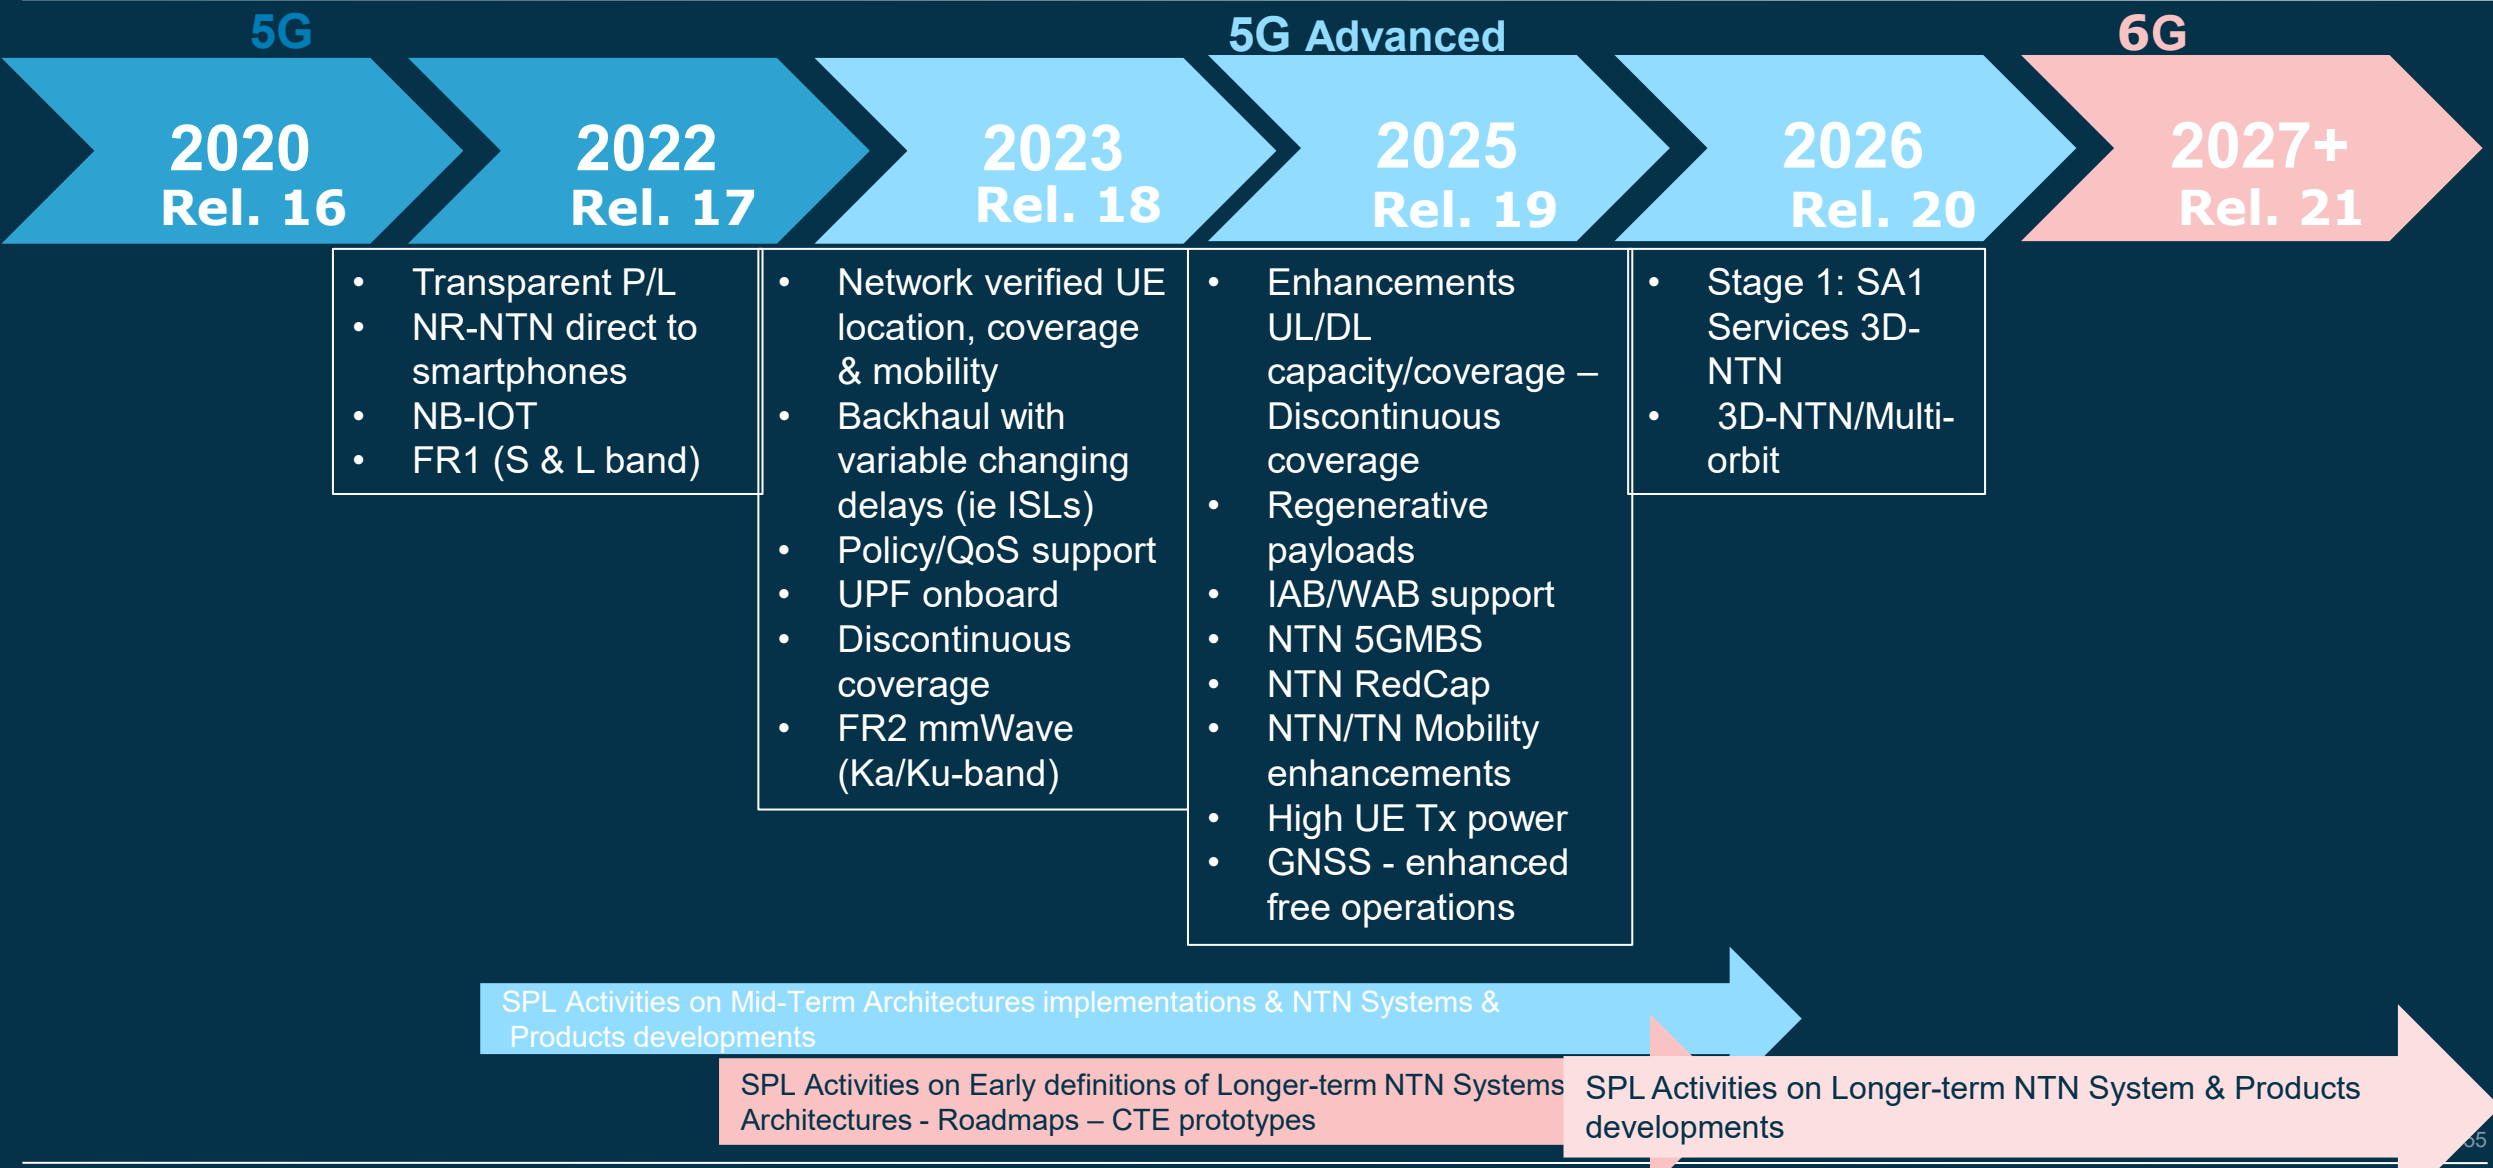 5G
5G Advanced
6G
2020
Rel. 16
2022
Rel. 17
2023
Rel. 18
2025
Rel. 19
2026
Rel. 20
2027+
Rel. 21
• Transparent P/L
• NR-NTN direct to
smartphones
• NB-IOT
• FR1 (S & L band)
• Network verified UE
location, coverage
& mobility
• Backhaul with
variable changing
delays (ie ISLs)
• Policy/QoS support
• UPF onboard
• Discontinuous
coverage
• FR2 mmWave
(Ka/Ku-band)
• Enhancements
UL/DL
capacity/coverage –
Discontinuous
coverage
• Regenerative
payloads
• IAB/WAB support
• NTN 5GMBS
• NTN RedCap
• NTN/TN Mobility
enhancements
• High UE Tx power
• GNSS - enhanced
free operations
• Stage 1: SA1
Services 3D-
NTN
• 3D-NTN/Multi-
orbit
SPL Activities on Mid-Term Architectures implementations & NTN Systems &
Products developments
SPL Activities on Early definitions of Longer-term NTN Systems
Architectures - Roadmaps – CTE prototypes
SPL Activities on Longer-term NTN System & Products
developments